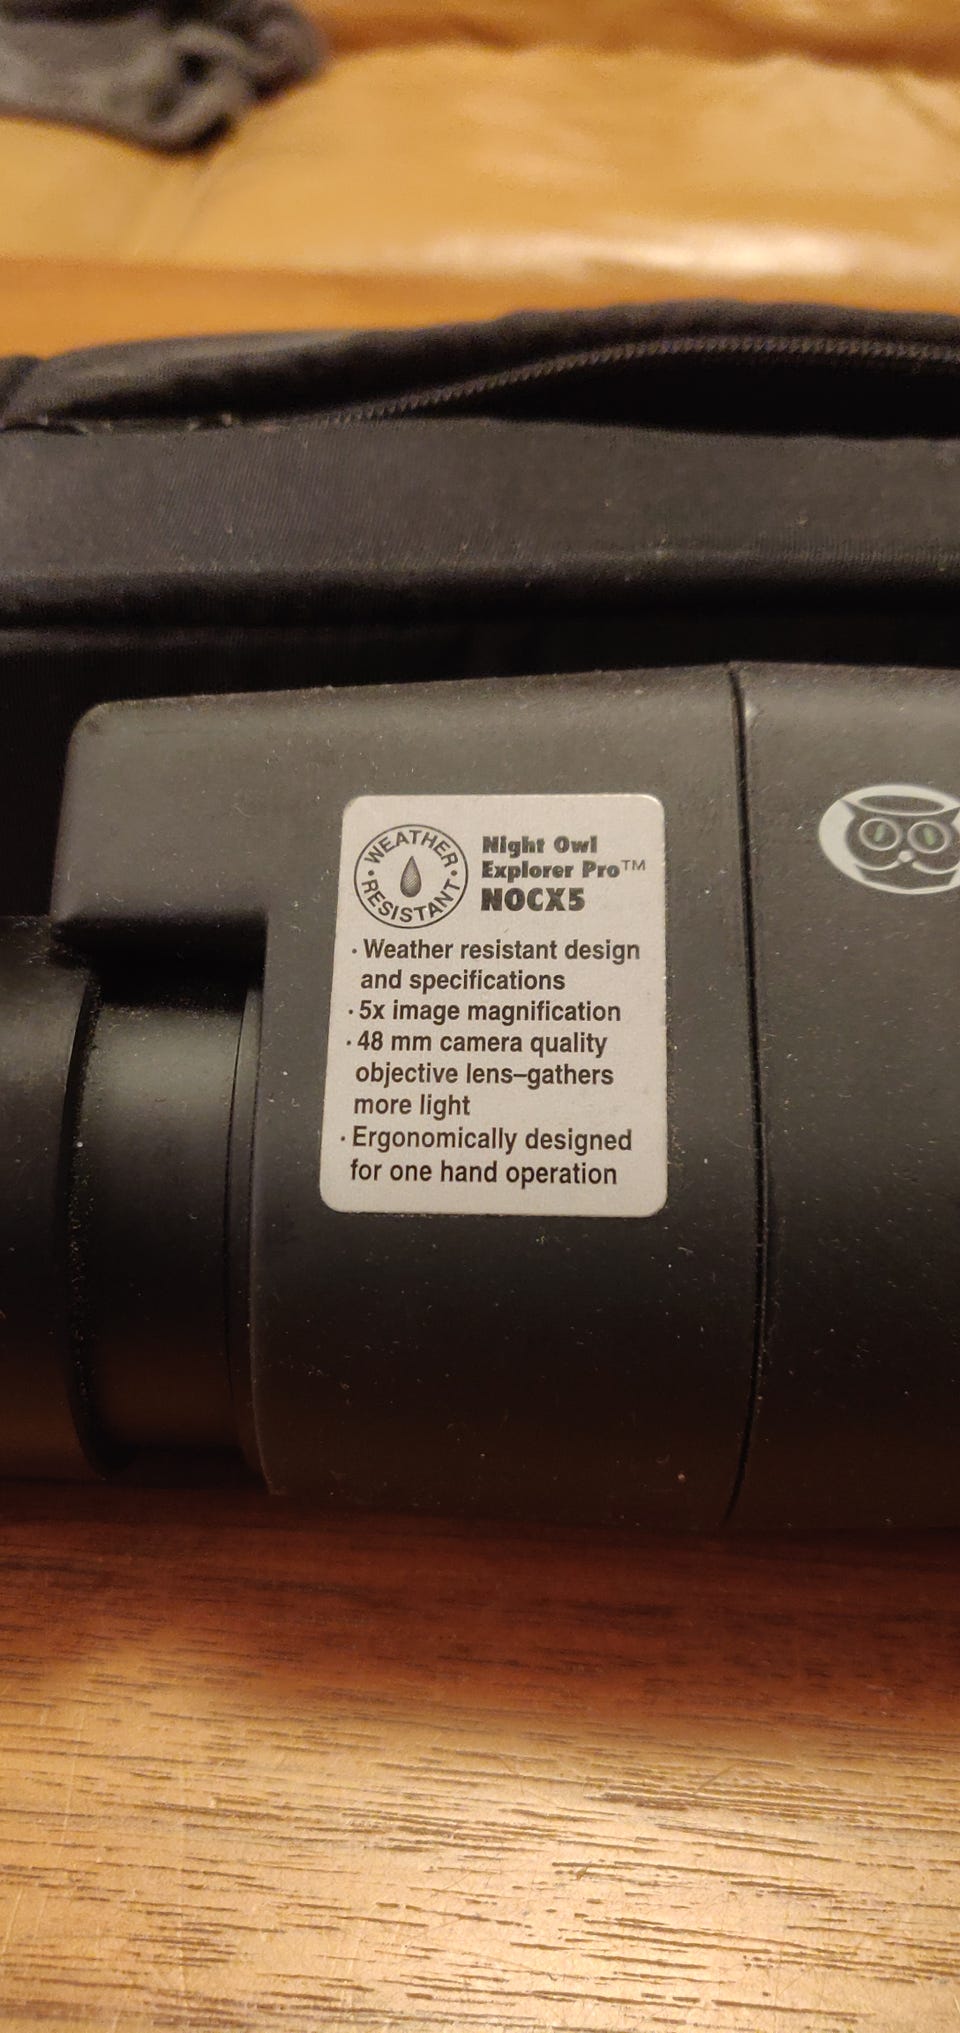 WEATHER
RESISTANT
Night Owl
Explorer Pro™
NOCX5
· Weather resistant design
and specifications
· 5x image magnification
· 48 mm camera quality
objective lens–gathers
more light
· Ergonomically designed
for one hand operation